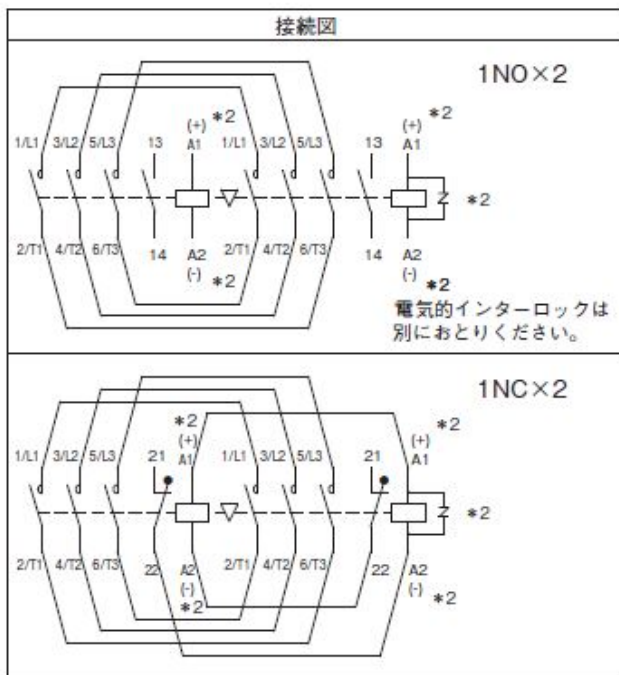 接続図
1NO×2
1/L1 3/L2 5/L3 13 (+) A1 *2 1/L1 3/L2 5/L3 13 (+) A1 *2
Z *2
2/T1 4/T2 6/T3 14 A2 (-) *2 2/T1 4/T2 6/T3 14 A2 (-) *2
電気的インターロックは
別におとりください。
1NC×2
1/L1 3/L2 5/L3 21 *2 (+) A1 1/L1 3/L2 5/L3 21 (+) A1 *2
Z *2
2/T1 4/T2 6/T3 22 A2 (-) *2 2/T1 4/T2 6/T3 22 A2 (-) *2